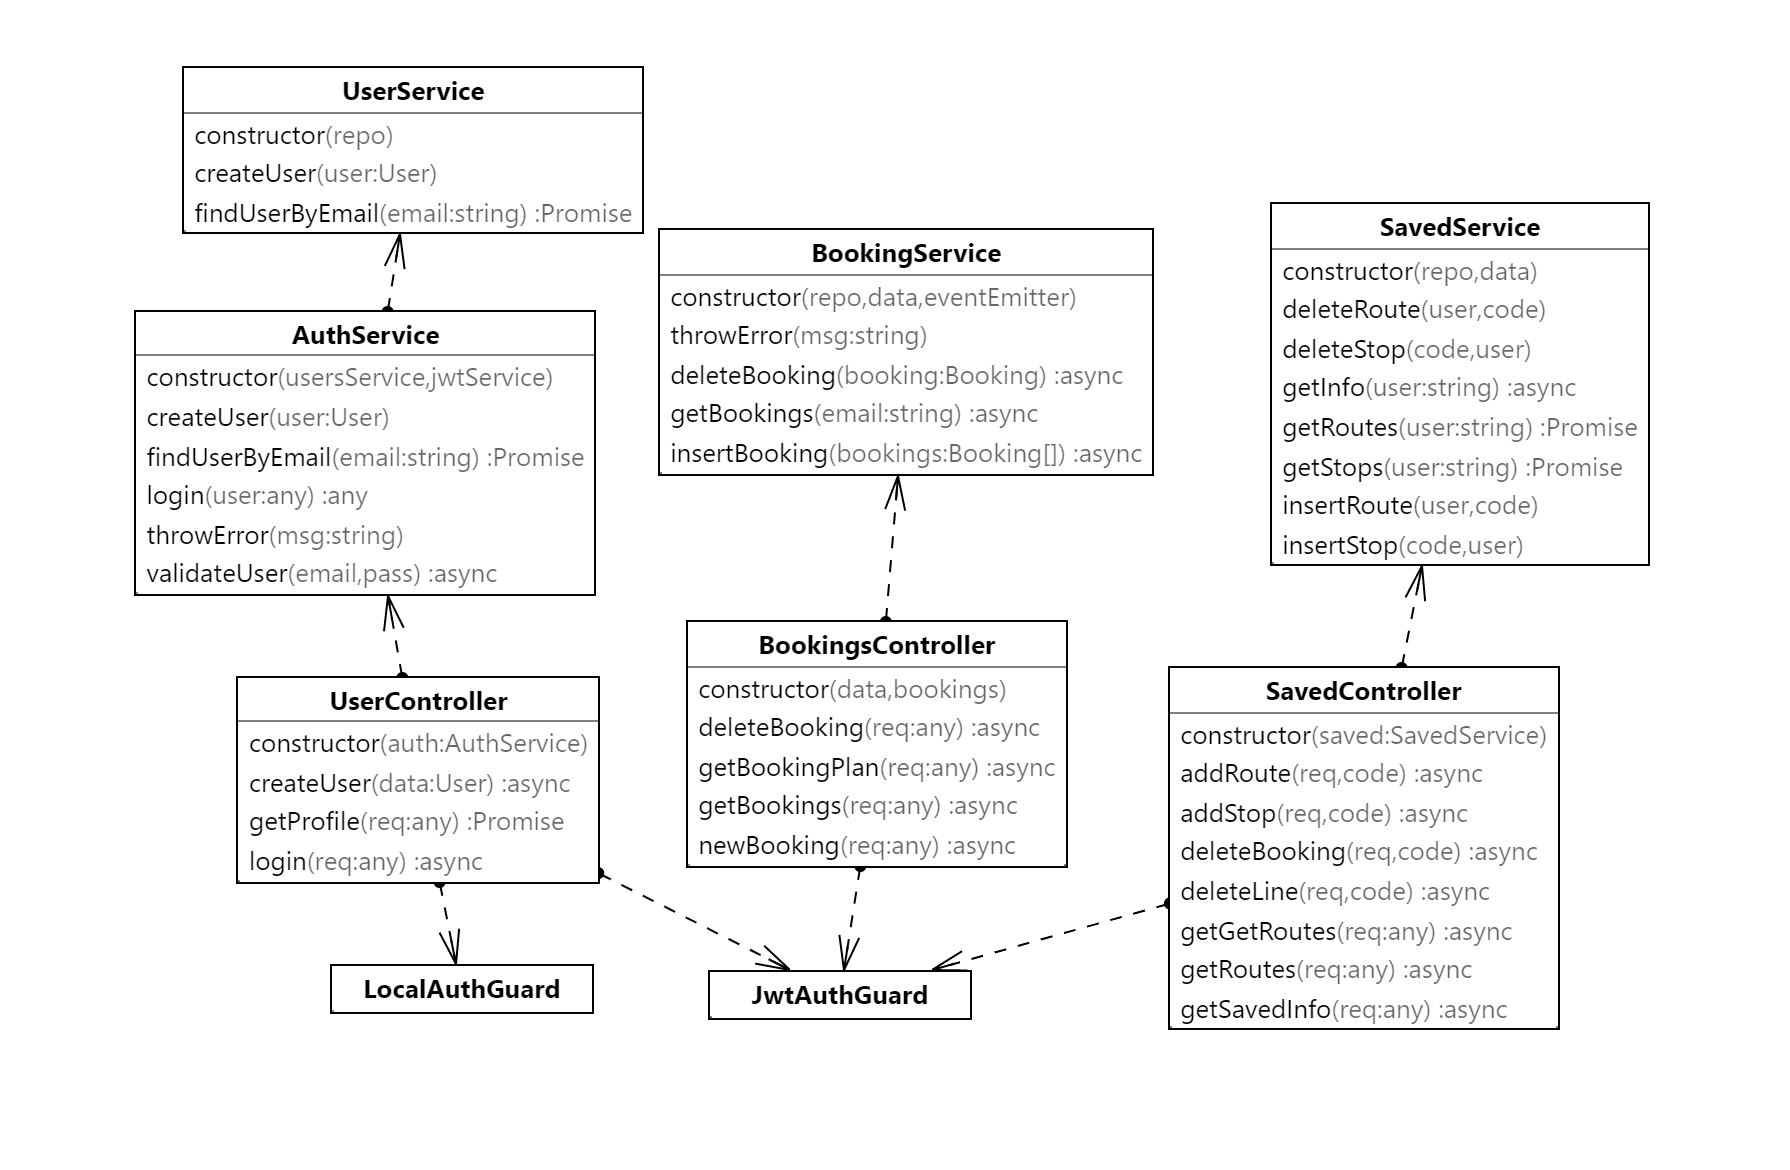 UserService
constructor(repo)
createUser(user:User)
findUserByEmail(email:string) :Promise
AuthService
constructor(usersService,jwtService)
createUser(user:User)
findUserByEmail(email:string) :Promise
login(user:any) :any
throwError(msg:string)
validateUser(email,pass) :async
UserController
constructor(auth:AuthService)
createUser(data:User) :async
getProfile(req:any) :Promise
login(req:any) :async
LocalAuthGuard
BookingService
constructor(repo,data,eventEmitter)
throwError(msg:string)
deleteBooking(booking:Booking) :async
getBookings(email:string) :async
insertBooking(bookings:Booking[]) :async
BookingsController
constructor(data,bookings)
deleteBooking(req:any) :async
getBookingPlan(req:any) :async
getBookings(req:any) :async
newBooking(req:any) :async
JwtAuthGuard
SavedService
constructor(repo,data)
deleteRoute(user,code)
deleteStop(code,user)
getInfo(user:string) :async
getRoutes(user:string) :Promise
getStops(user:string) :Promise
insertRoute(user,code)
insertStop(code,user)
SavedController
constructor(saved:SavedService)
addRoute(req,code) :async
addStop(req,code) :async
deleteBooking(req,code) :async
deleteLine(req,code) :async
getGetRoutes(req:any) :async
getRoutes(req:any) :async
getSavedInfo(req:any) :async